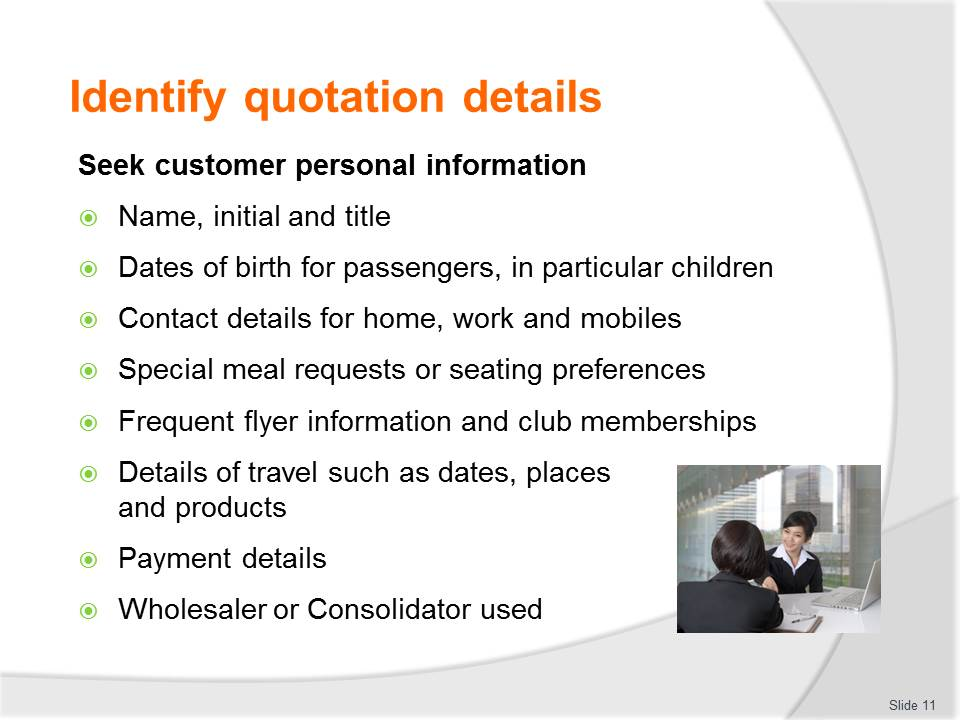 Identify quotation details
Seek customer personal information
Name, initial and title
Dates of birth for passengers, in particular children
Contact details for home, work and mobiles
Special meal requests or seating preferences
Frequent flyer information and club memberships
Details of travel such as dates, places
and products
Payment details
Wholesaler or Consolidator used
Slide 11